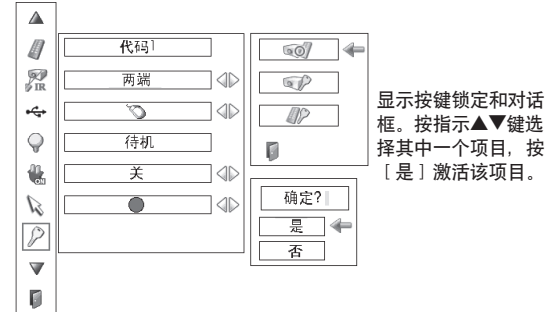 IR
ON
代码1
两端
待机
关
确定?
是
否
显示按键锁定和对话
框。按指示▲▼键选
择其中一个项目，按
［是］激活该项目。